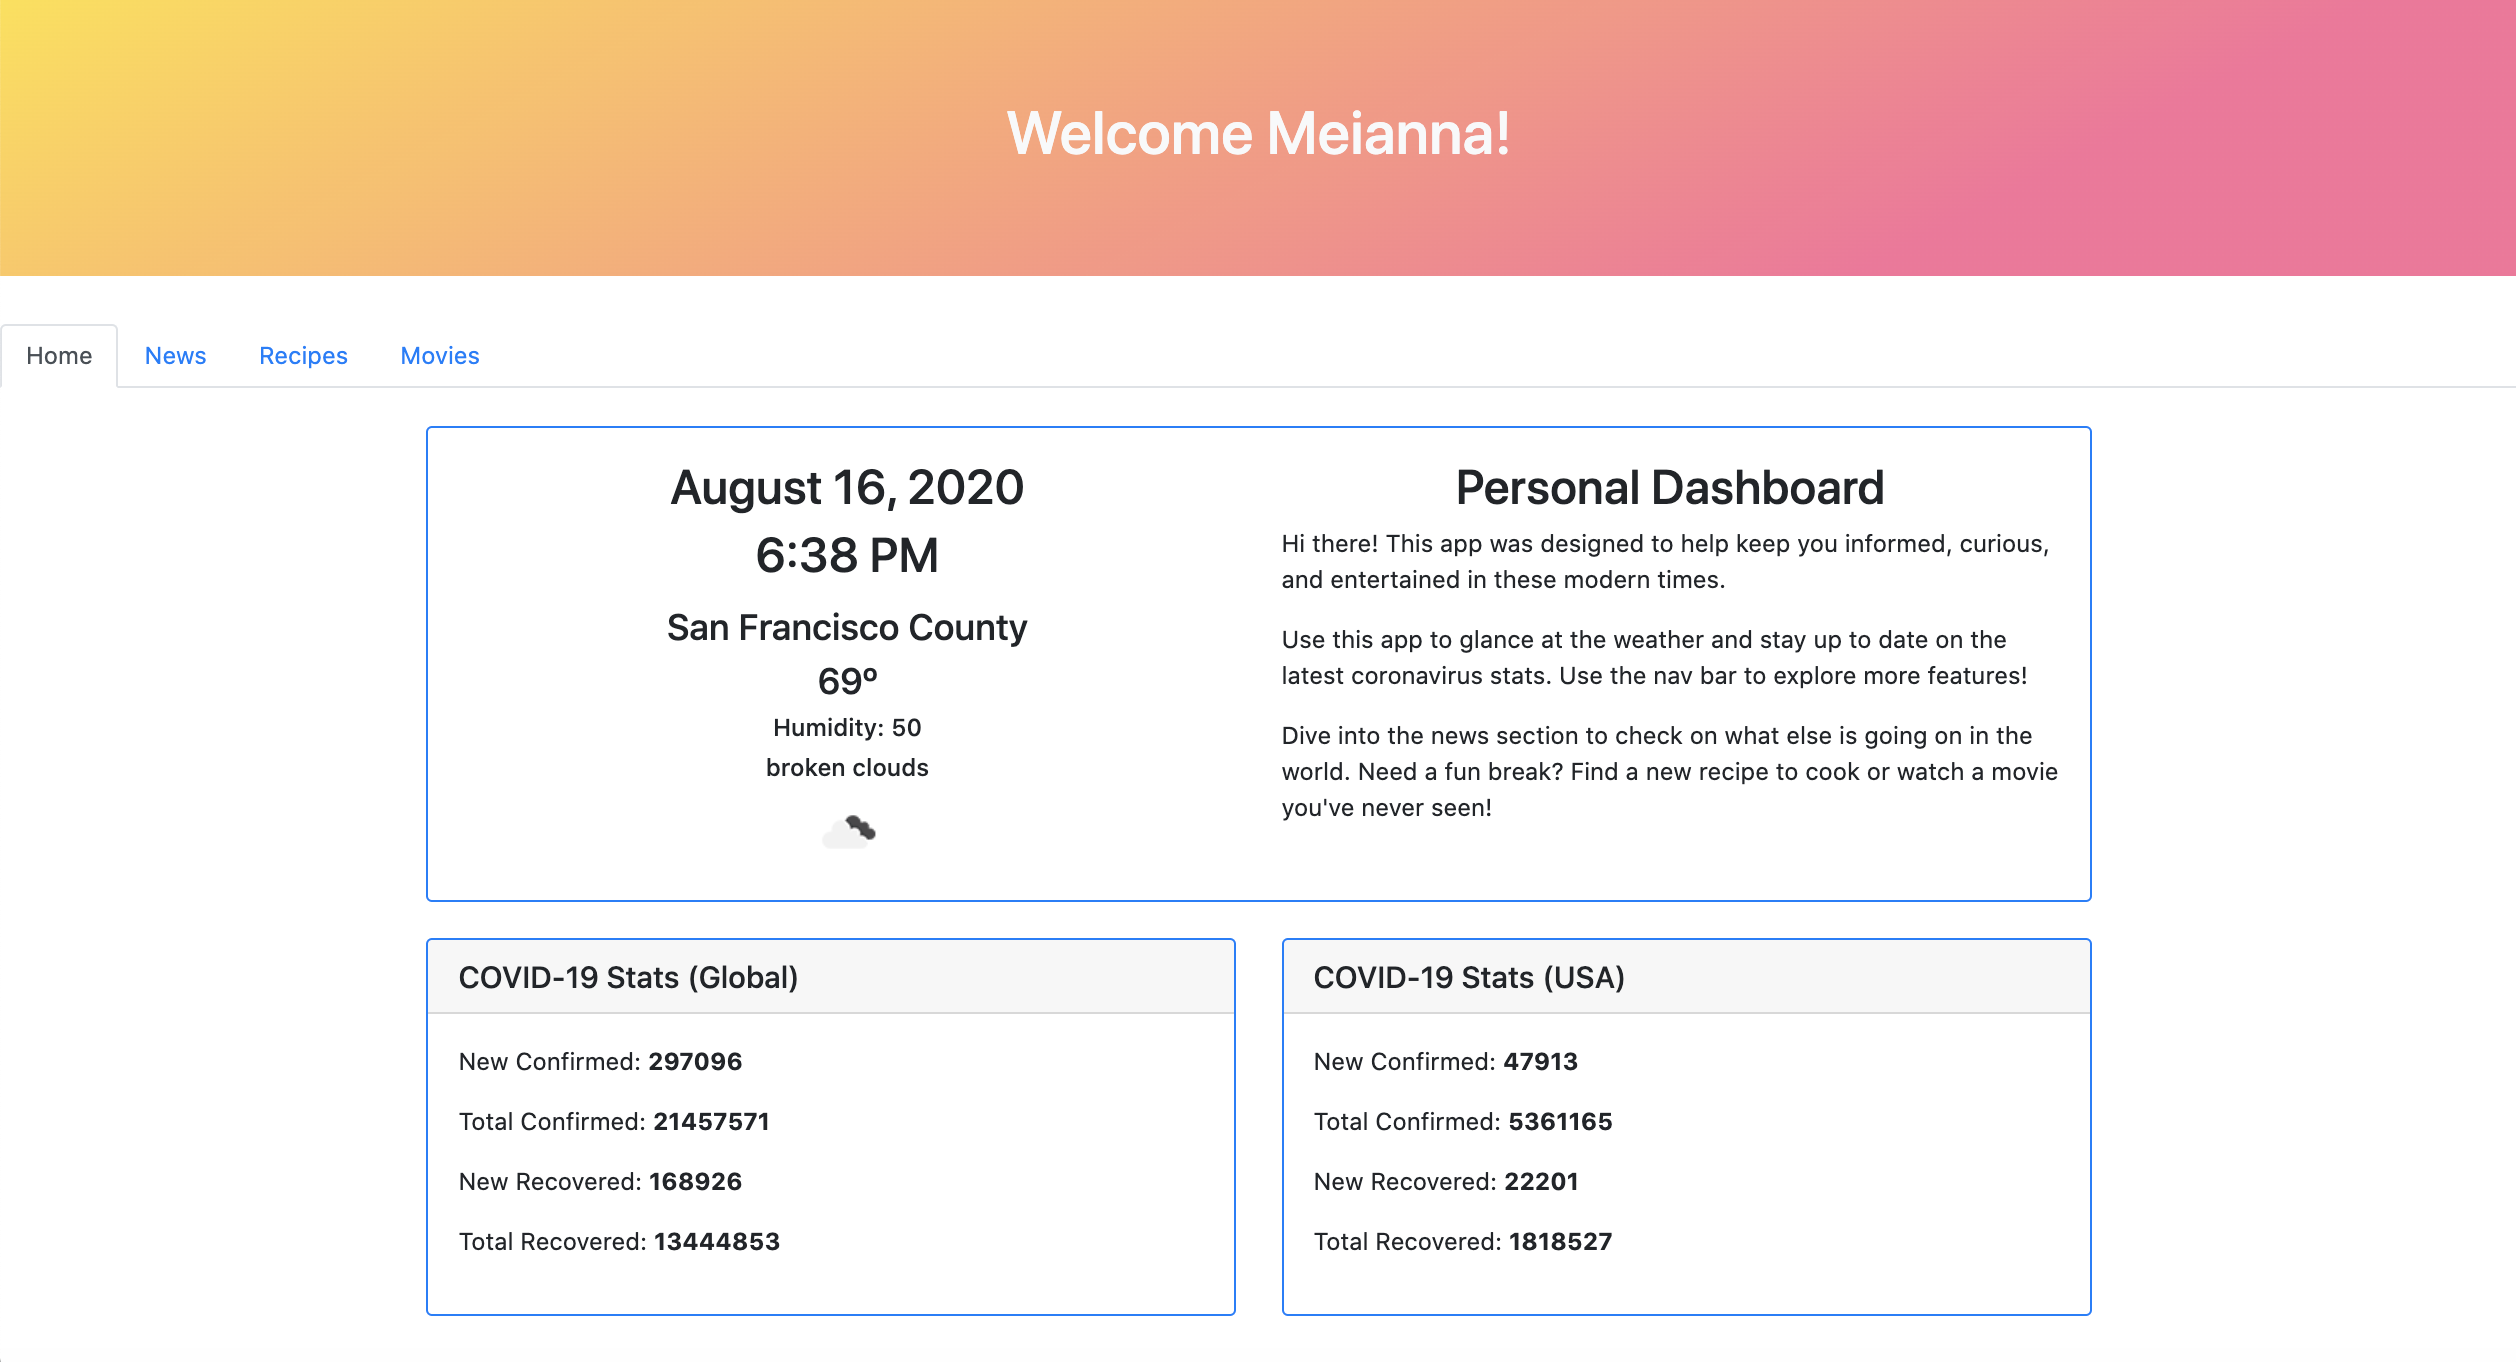 Welcome Meianna!
Home News Recipes Movies
August 16, 2020
6:38 PM
San Francisco County
69º
Humidity: 50
broken clouds
Personal Dashboard
Hi there! This app was designed to help keep you informed, curious,
and entertained in these modern times.
Use this app to glance at the weather and stay up to date on the
latest coronavirus stats. Use the nav bar to explore more features!
Dive into the news section to check on what else is going on in the
world. Need a fun break? Find a new recipe to cook or watch a movie
you've never seen!
COVID-19 Stats (Global)
New Confirmed: 297096
Total Confirmed: 21457571
New Recovered: 168926
Total Recovered: 13444853
COVID-19 Stats (USA)
New Confirmed: 47913
Total Confirmed: 5361165
New Recovered: 22201
Total Recovered: 1818527